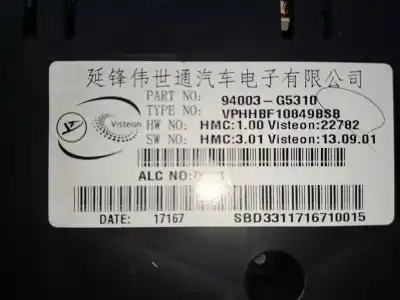 延锋伟世通汽车电子有限公司
PART NO: 94003-G5310
TYPE NO: VPHHBF10849BSB
HW NO: HMC:1.00 Visteon:22782
SW NO: HMC:3.01 Visteon:13.09.01
Visteon
ALC NO:
DATE: 17167 SBD3311716710015